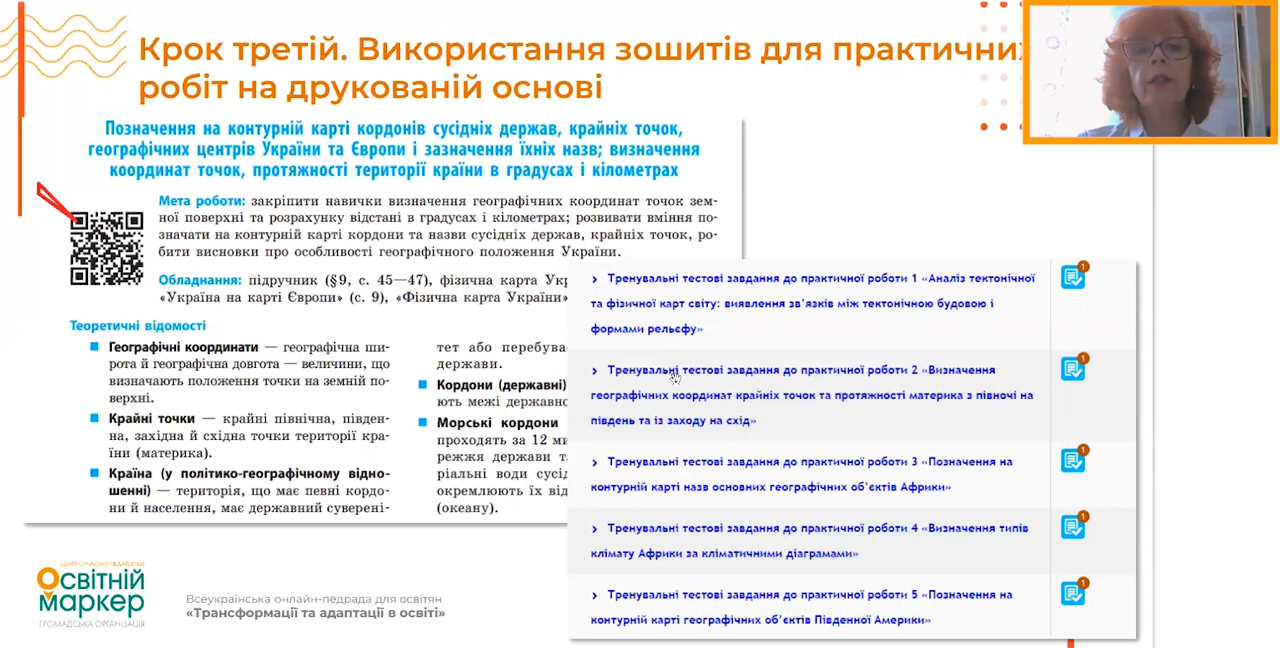 Крок третій. Використання зошитів для практичних
робіт на друкованій основі
Позначення на контурній карті кордонів сусідніх держав, крайніх точок,
географічних центрів України та Європи і зазначення їхніх назв; визначення
координат точок, протяжності території країни в градусах і кілометрах
Мета роботи: закріпити навички визначення географічних координат точок зем-
ної поверхні та розрахунку відстані в градусах і кілометрах; розвивати вміння по-
значати на контурній карті кордони та назви сусідніх держав, крайніх точок, ро-
бити висновки про особливості географічного положення України.
Обладнання: підручник (§9, с. 45—47), фізична карта Укр
«Україна на карті Європи» (с. 9), «Фізична карта України»
Теоретичні відомості
Географічні координати — географічна ши-
рота й географічна довгота — величини, що
визначають положення точки на земній по-
верхні.
Крайні точки — крайні північна, півден-
на, західна й східна точки території кра-
їни (материка).
Країна (у політико-географічному відно-
шенні) — територія, що має певні кордо-
ни й населення, має державний суверені-
тет або перебува
держави.
Кордони (державні)
ють межі державно
Морські кордони
проходять за 12 ми
режжя держави та
ріальні води сусід
окремлюють їх від
(океану).
› Тренувальні тестові завдання до практичної роботи 1 «Аналіз тектонічної
та фізичної карт світу: виявлення зв'язків між тектонічною будовою і
формами рельєфу»
1
› Тренувальні тестові завдання до практичної роботи 2 «Визначення
географічних координат крайніх точок та протяжності материка з півночі на
південь та із заходу на схід»
1
› Тренувальні тестові завдання до практичної роботи 3 «Позначення на
контурній карті назв основних географічних об'єктів Африки»
1
› Тренувальні тестові завдання до практичної роботи 4 «Визначення типів
клімату Африки за кліматичними діаграмами»
1
› Тренувальні тестові завдання до практичної роботи 5 «Позначення на
контурній карті географічних об'єктів Південної Америки»
1
ЦЕНТР СУЧАСНОЇ ПЕДАГОГІКИ
Освітній
маркер
ГРОМАДСЬКА ОРГАНІЗАЦІЯ
Всеукраїнська онлайн-педрада для освітян
«Трансформації та адаптації в освіті»